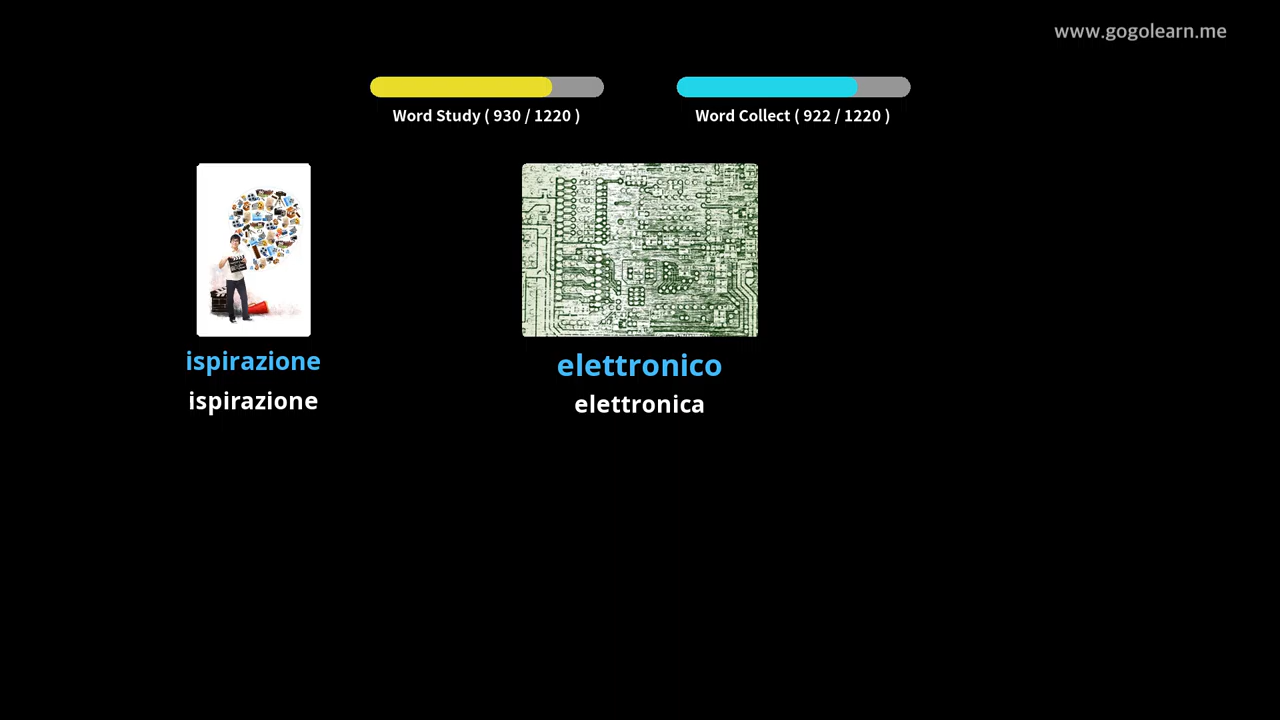 www.gogolearn.me
Word Study ( 930 / 1220 )
Word Collect ( 922 / 1220 )
ispirazione
ispirazione
elettronico
elettronica